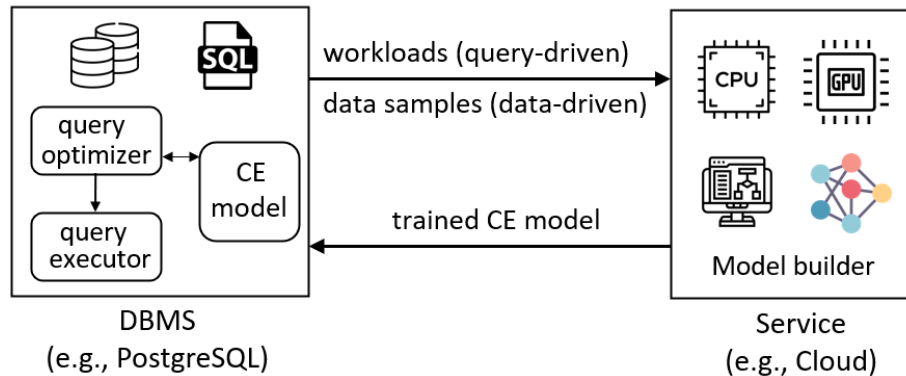 SQL
query
optimizer
CE
model
query
executor
DBMS
(e.g., PostgreSQL)
workloads (query-driven)
data samples (data-driven)
trained CE model
CPU
GPU
Model builder
Service
(e.g., Cloud)